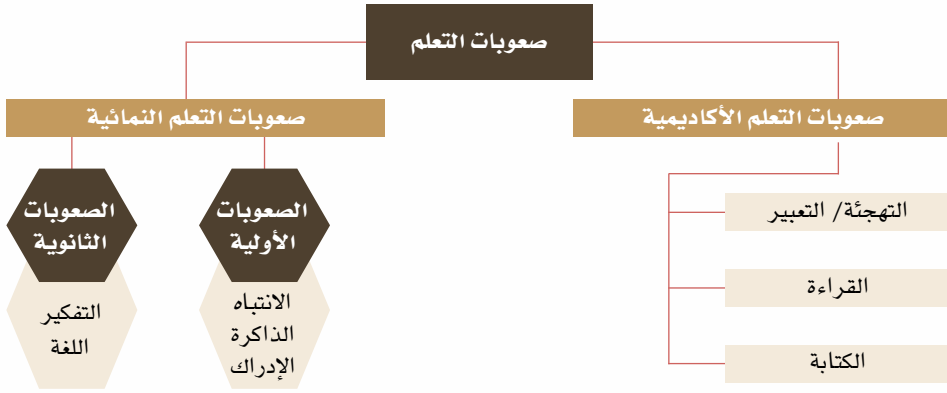 صعوبات التعلم
صعوبات التعلم الأكاديمية
التهجئة/ التعبير
القراءة
الكتابة
صعوبات التعلم النمائية
الصعوبات
الأولية
الانتباه
الذاكرة
الإدراك
الصعوبات
الثانوية
التفكير
اللغة